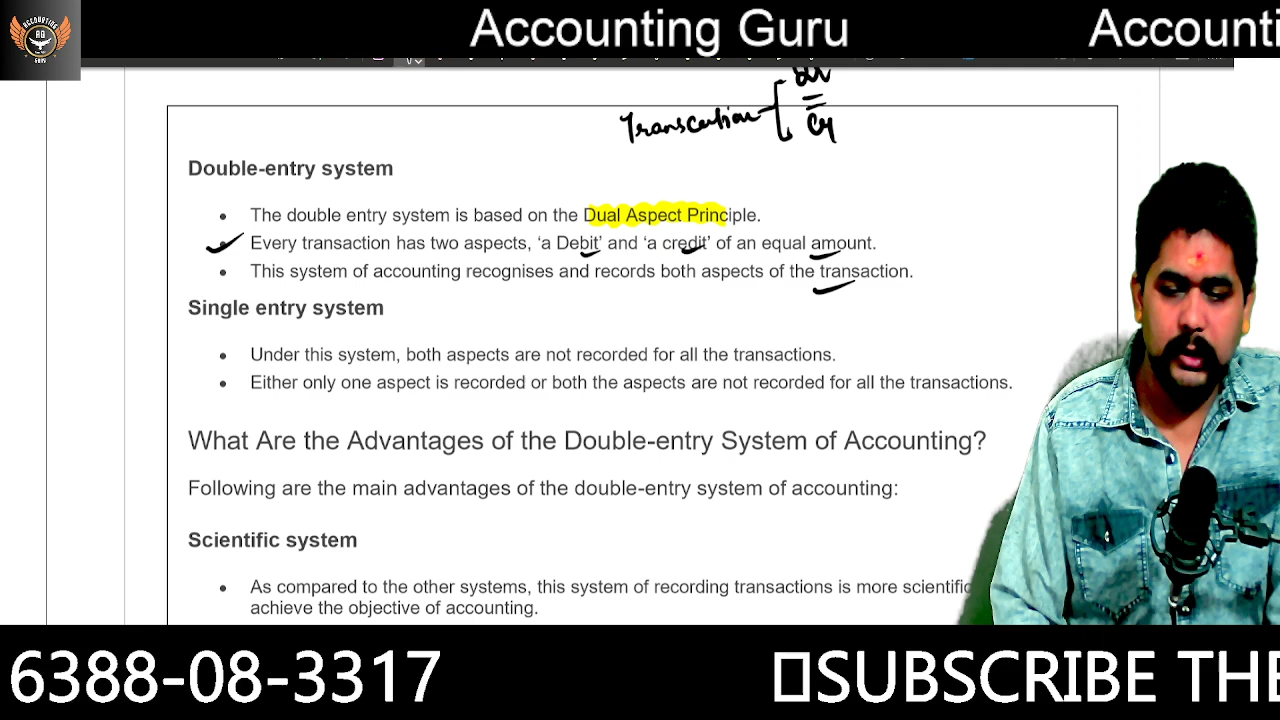 Accounting Guru
Accounti
ACCOUNTING
AG
GURU
Transcution
Dr
Cr
Double-entry system
• The double entry system is based on the Dual Aspect Principle.
• Every transaction has two aspects, ‘a Debit’ and ‘a credit’ of an equal amount.
• This system of accounting recognises and records both aspects of the transaction.
Single entry system
• Under this system, both aspects are not recorded for all the transactions.
• Either only one aspect is recorded or both the aspects are not recorded for all the transactions.
What Are the Advantages of the Double-entry System of Accounting?
Following are the main advantages of the double-entry system of accounting:
Scientific system
• As compared to the other systems, this system of recording transactions is more scientific
achieve the objective of accounting.
6388-08-3317
SUBSCRIBE THE